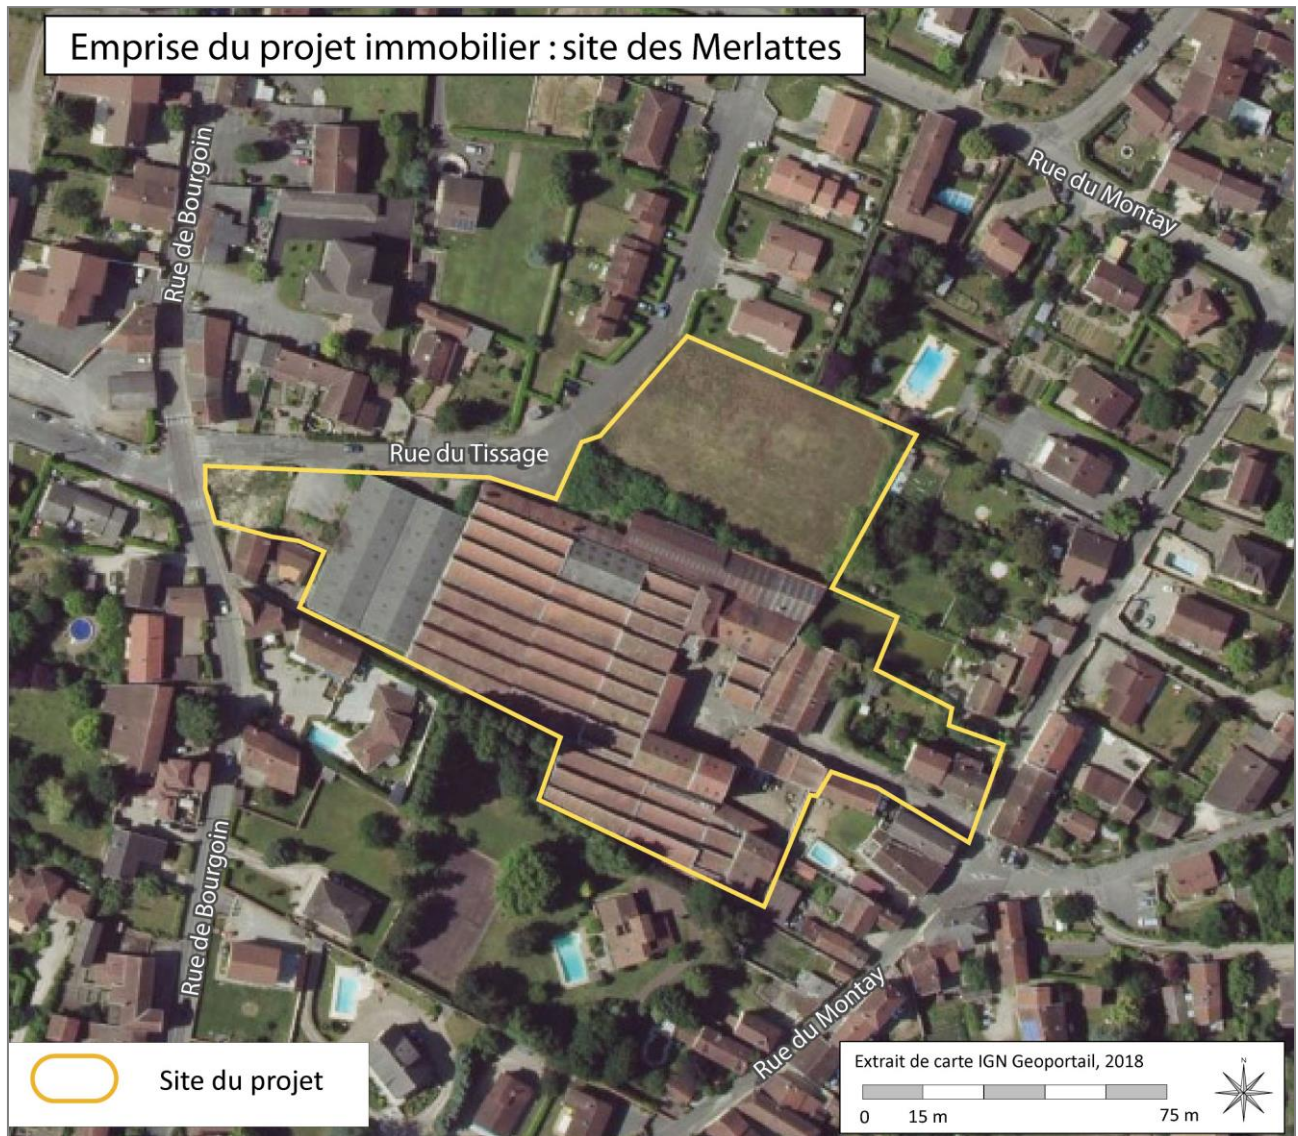 Emprise du projet immobilier : site des Merlattes
Rue de Bourgoin
Rue du Montay
Rue du Tissage
Rue de Bourgoin
Rue du Montay
Site du projet
Extrait de carte IGN Geoportail, 2018
0 15 m 75 m
N